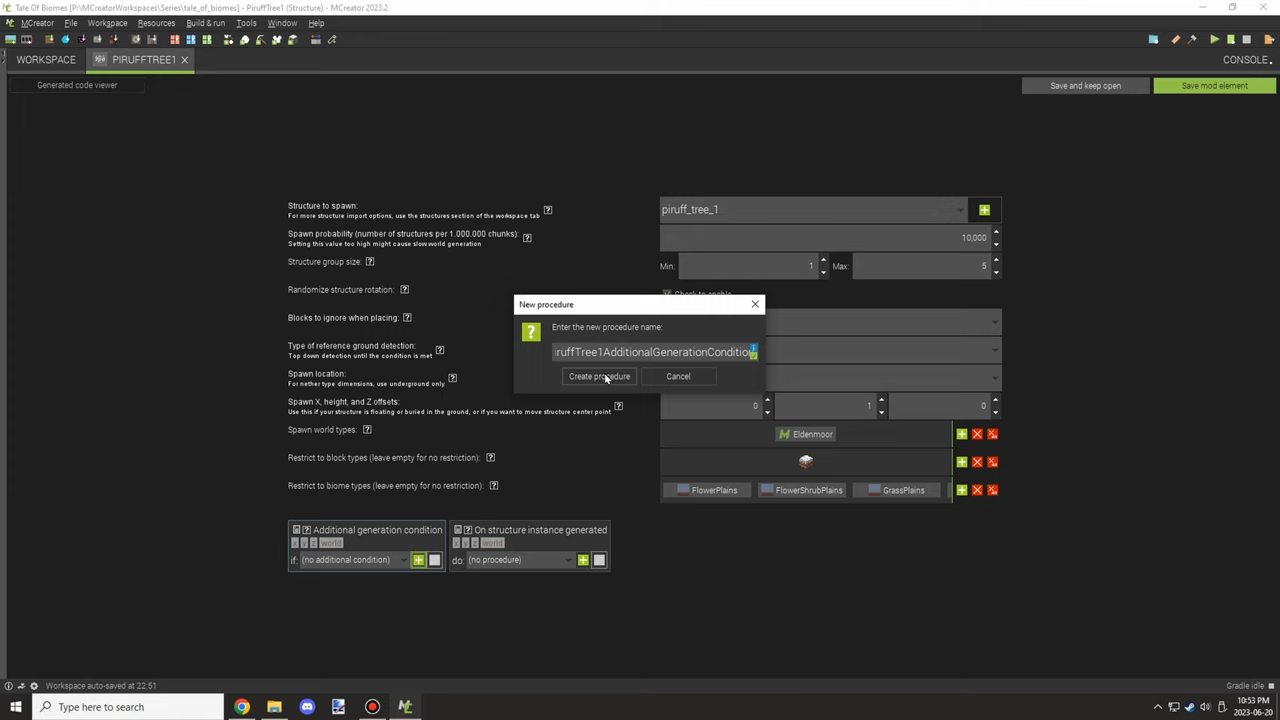 Tale Of Biomes [P:\MCreatorWorkspaces\Series\tale_of_biomes] - PiruffTree1 (Structure) - MCreator 2023.2
MCreator File Workspace Resources Build & run Tools Window Help
WORKSPACE PIRUFFTREE1 CONSOLE
Generated code viewer Save and keep open Save mod element
Structure to spawn: piruff_tree_1
For more structure import options, use the structures section of the workspace tab
Spawn probability (number of structures per 1.000.000 chunks): 10,000
Setting this value too high might cause slow world generation
Structure group size: Min: 1 Max: 5
Randomize structure rotation: Check to enable
Blocks to ignore when placing:
Type of reference ground detection:
Top down detection until the condition is met
Spawn location:
For nether type dimensions, use underground only
Spawn X, height, and Z offsets: 0 1 0
Use this if your structure is floating or buried in the ground, or if you want to move structure center point
Spawn world types: Eldenmoor
Restrict to block types (leave empty for no restriction):
Restrict to biome types (leave empty for no restriction): FlowerPlains FlowerShrubPlains GrassPlains
Additional generation condition On structure instance generated
x y z world x y z world
if: (no additional condition) do: (no procedure)
New procedure
Enter the new procedure name:
iruffTree1AdditionalGenerationCondition
Create procedure Cancel
Workspace auto-saved at 22:51 Gradle idle
Type here to search
10:53 PM
2023-06-20